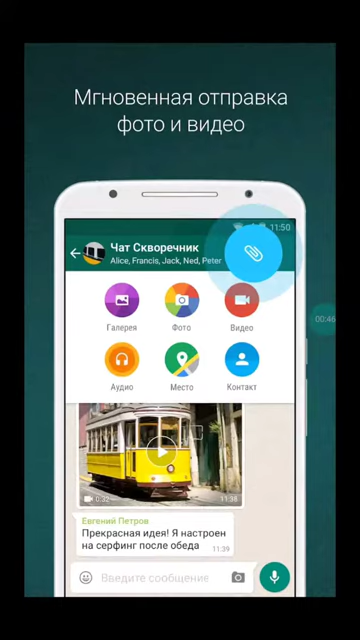 Мгновенная отправка
фото и видео
11:50
Чат Скворечник
Alice, Francis, Jack, Ned, Peter
Галерея
Фото
Видео
00:46
Аудио
Место
Контакт
0:32
11:38
Евгений Петров
Прекрасная идея! Я настроен
на серфинг после обеда
11:39
Введите сообщение